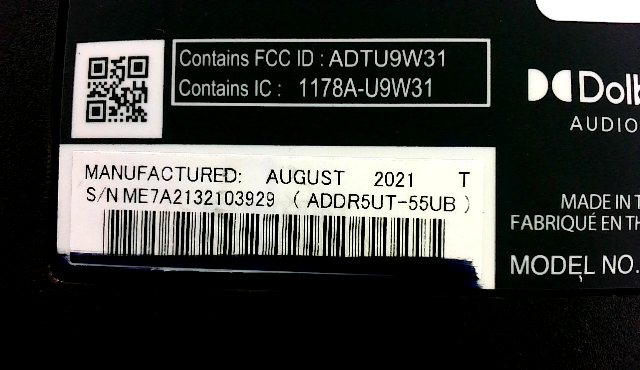 Contains FCC ID : ADTU9W31
Contains IC : 1178A-U9W31
MANUFACTURED: AUGUST 2021 T
S/N ME7A2132103929 ( ADDR5UT-55UB )
AUDIO
MADE IN
FABRIQUÉ EN
MODEL NO.